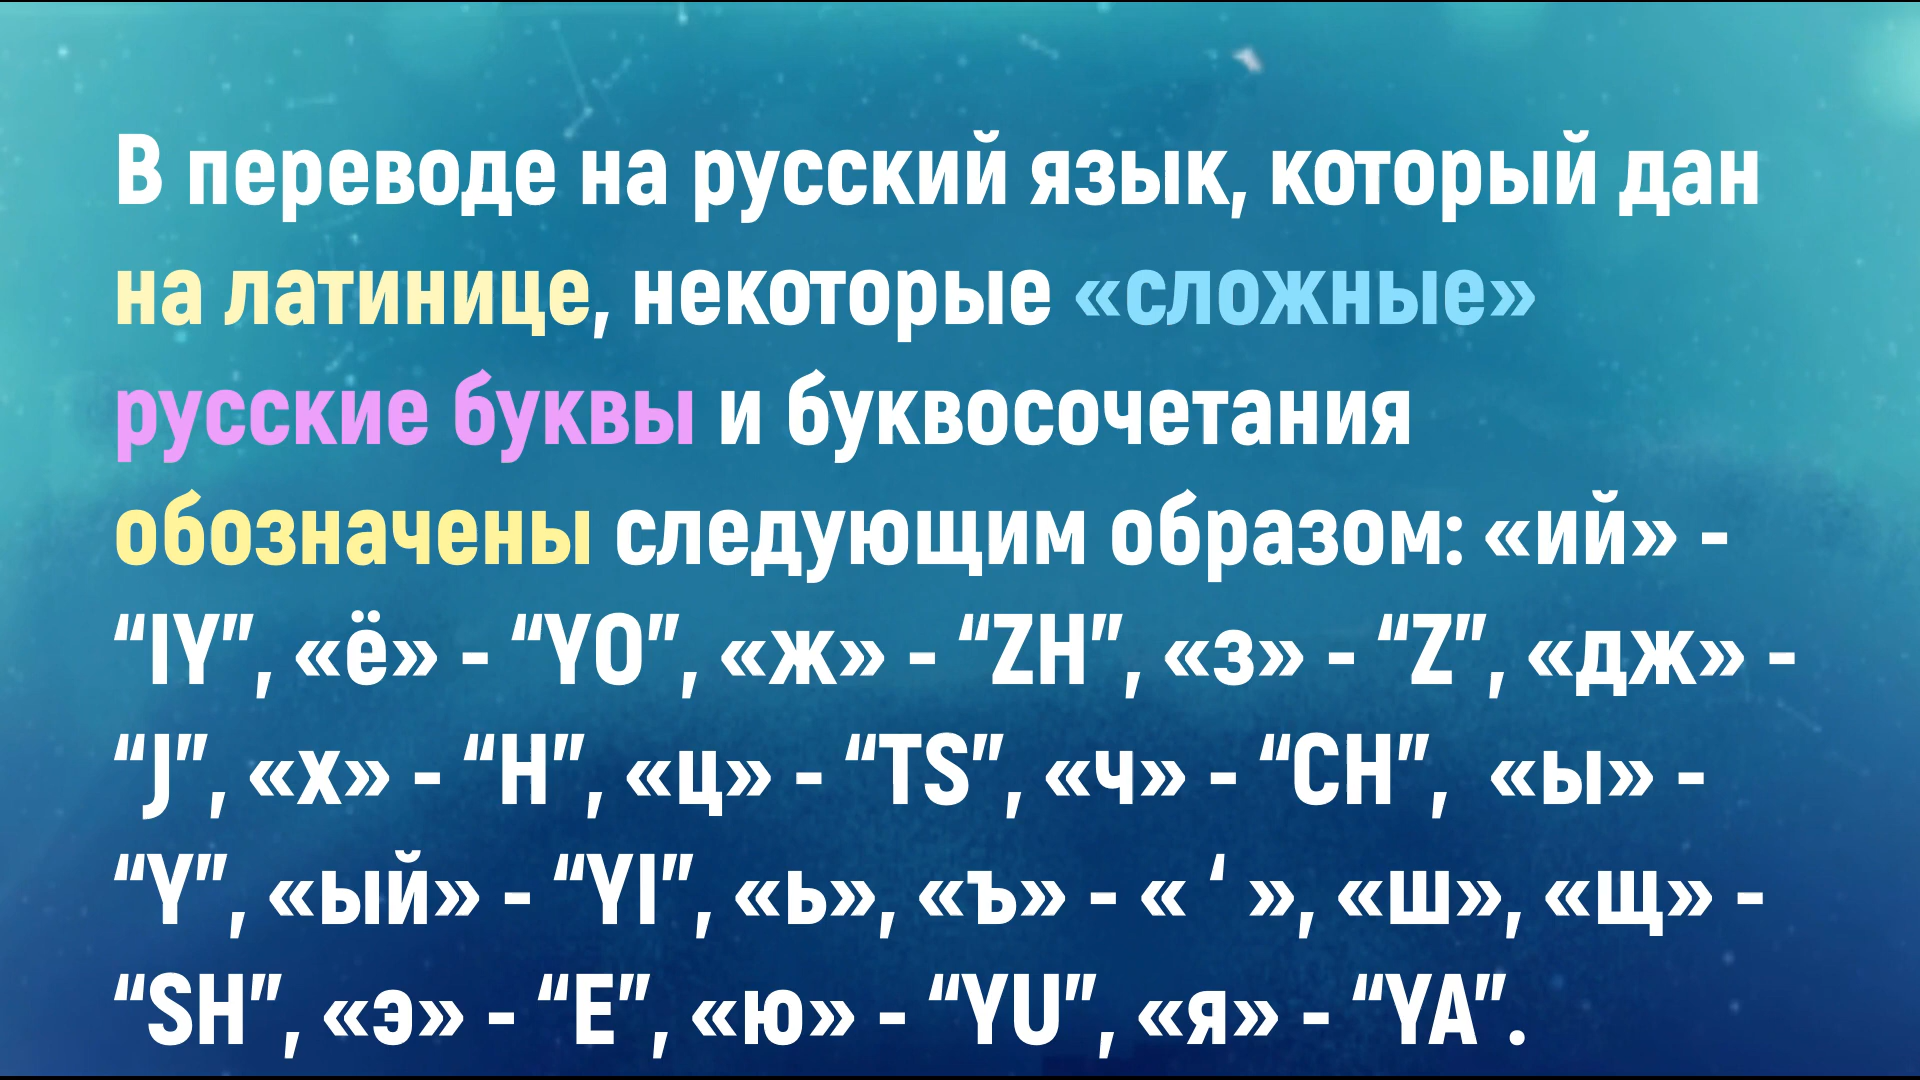 В переводе на русский язык, который дан
на латинице, некоторые «сложные»
русские буквы и буквосочетания
обозначены следующим образом: «ий» -
“IY”, «ё» - “YO”, «ж» - “ZH”, «з» - “Z”, «дж» -
“J”, «х» - “H”, «ц» - “TS”, «ч» - “CH”,  «ы» -
“Y”, «ый» - “YI”, «ь», «ъ» - « ‘ », «ш», «щ» -
“SH”, «э» - “E”, «ю» - “YU”, «я» - “YA”.